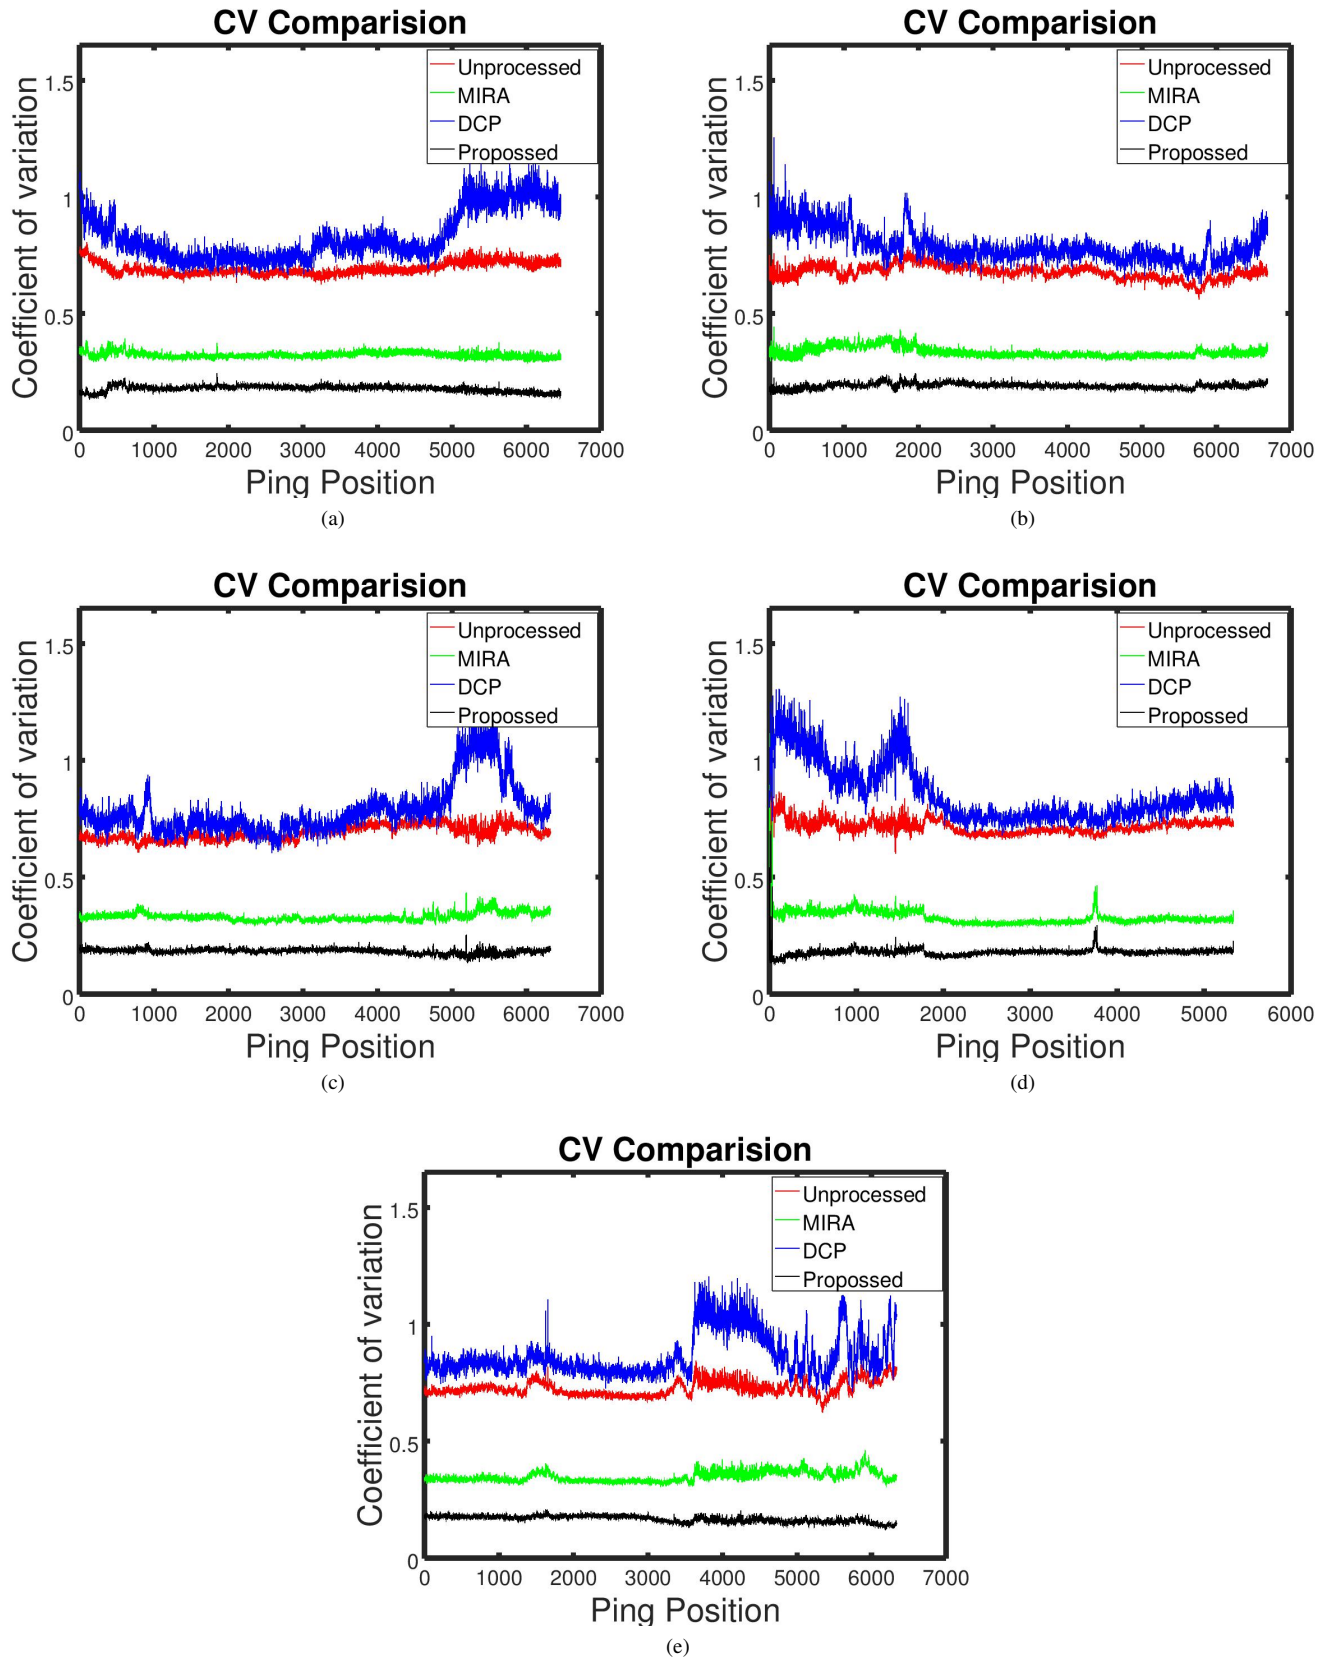 CV Comparision
Coefficient of variation
1.5
1
0.5
0
Unprocessed
MIRA
DCP
Propossed
0 1000 2000 3000 4000 5000 6000 7000
Ping Position
(a)
CV Comparision
Coefficient of variation
1.5
1
0.5
0
Unprocessed
MIRA
DCP
Propossed
0 1000 2000 3000 4000 5000 6000 7000
Ping Position
(b)
CV Comparision
Coefficient of variation
1.5
1
0.5
0
Unprocessed
MIRA
DCP
Propossed
0 1000 2000 3000 4000 5000 6000 7000
Ping Position
(c)
CV Comparision
Coefficient of variation
1.5
1
0.5
0
Unprocessed
MIRA
DCP
Propossed
0 1000 2000 3000 4000 5000 6000
Ping Position
(d)
CV Comparision
Coefficient of variation
1.5
1
0.5
0
Unprocessed
MIRA
DCP
Propossed
0 1000 2000 3000 4000 5000 6000 7000
Ping Position
(e)